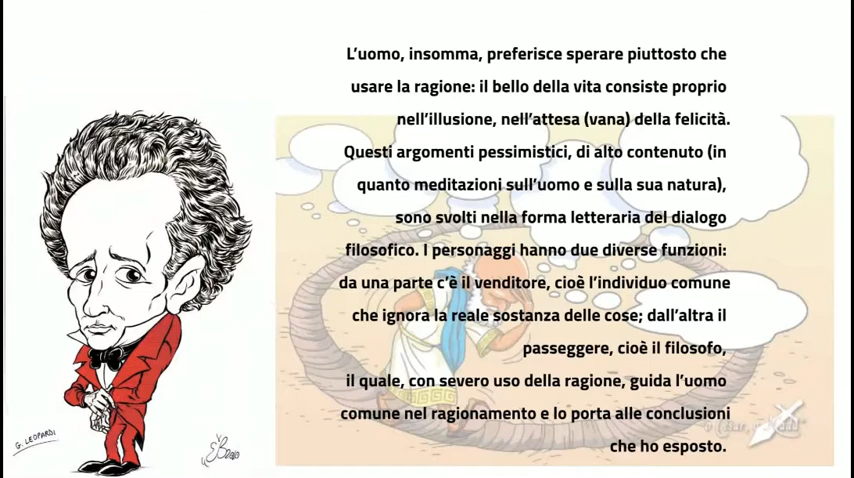 L'uomo, insomma, preferisce sperare piuttosto che
usare la ragione: il bello della vita consiste proprio
nell'illusione, nell'attesa (vana) della felicità.
Questi argomenti pessimistici, di alto contenuto (in
quanto meditazioni sull'uomo e sulla sua natura),
sono svolti nella forma letteraria del dialogo
filosofico. I personaggi hanno due diverse funzioni:
da una parte c'è il venditore, cioè l'individuo comune
che ignora la reale sostanza delle cose; dall'altra il
passeggere, cioè il filosofo,
il quale, con severo uso della ragione, guida l'uomo
comune nel ragionamento e lo porta alle conclusioni
che ho esposto.
G. LEOPARDI